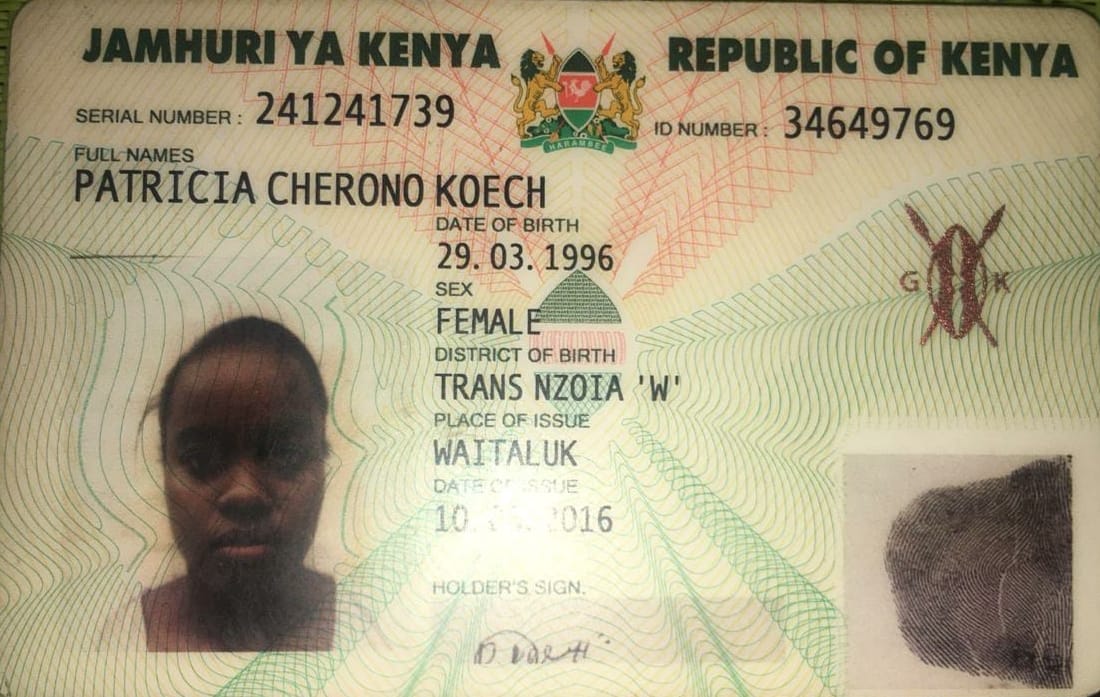 JAMHURI YA KENYA REPUBLIC OF KENYA
SERIAL NUMBER : 241241739 ID NUMBER : 34649769
HARAMBEE
FULL NAMES
PATRICIA CHERONO KOECH
DATE OF BIRTH
29. 03. 1996
SEX
FEMALE
G K
DISTRICT OF BIRTH
TRANS NZOIA 'W'
PLACE OF ISSUE
WAITALUK
DATE OF ISSUE
10. 2016
HOLDER'S SIGN.